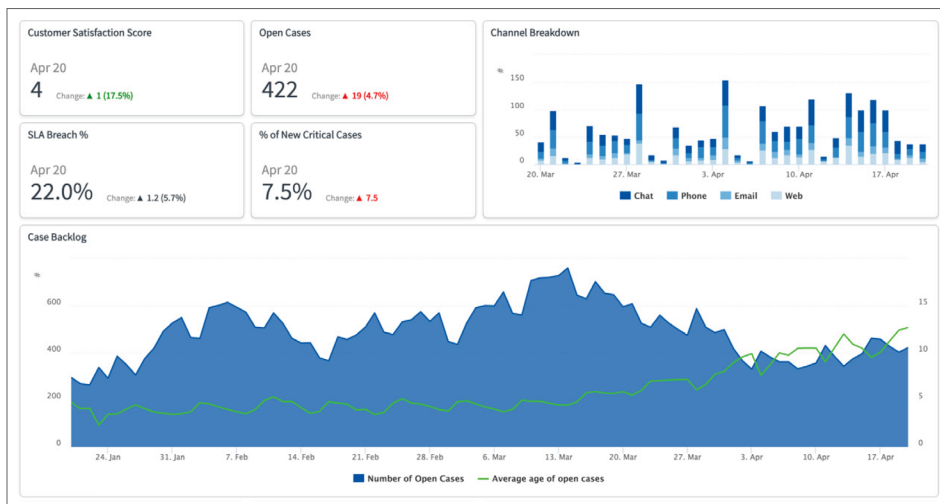 Customer Satisfaction Score
Apr 20
4 Change: ▲ 1 (17.5%)
Open Cases
Apr 20
422 Change: ▲ 19 (4.7%)
SLA Breach %
Apr 20
22.0% Change: ▲ 1.2 (5.7%)
% of New Critical Cases
Apr 20
7.5% Change: ▲ 7.5
Channel Breakdown
#
150
100
50
0
20. Mar 27. Mar 3. Apr 10. Apr 17. Apr
Chat Phone Email Web
Case Backlog
#
600 15
400 10
200 5
0 0
24. Jan 31. Jan 7. Feb 14. Feb 21. Feb 28. Feb 6. Mar 13. Mar 20. Mar 27. Mar 3. Apr 10. Apr 17. Apr
Number of Open Cases Average age of open cases